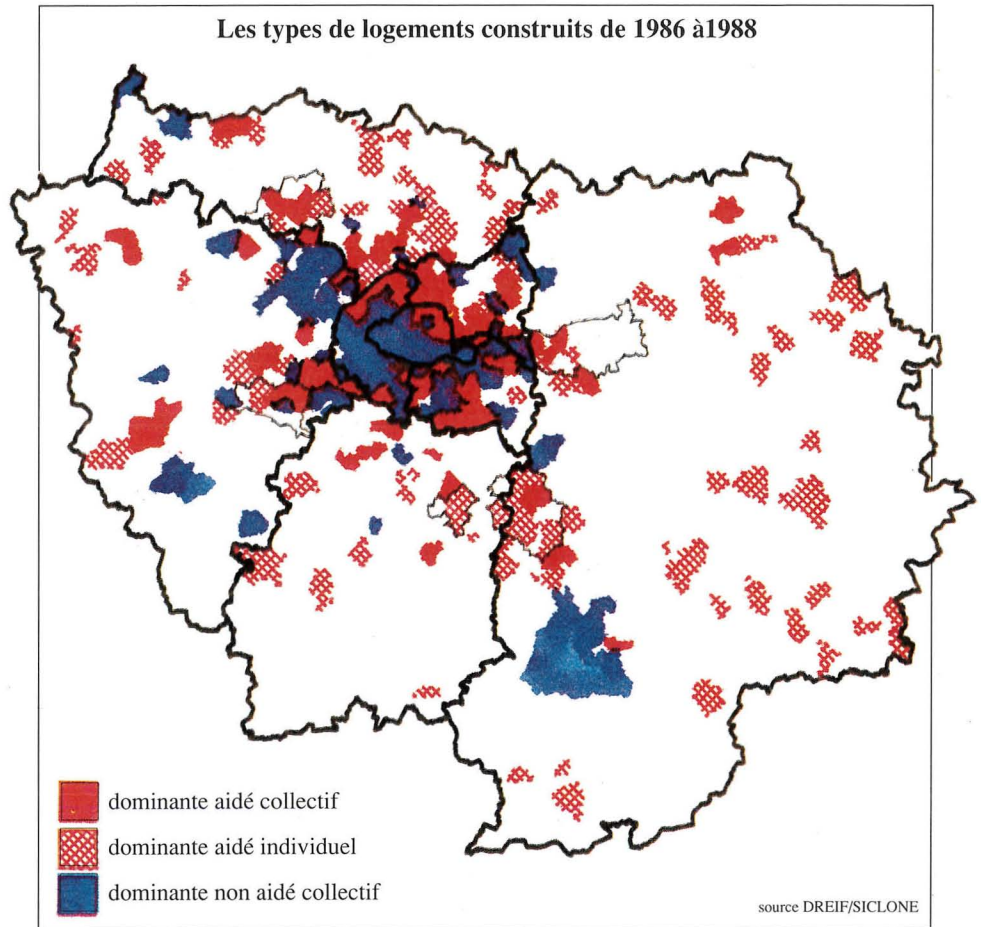 Les types de logements construits de 1986 à1988
dominante aidé collectif
dominante aidé individuel
dominante non aidé collectif
source DREIF/SICLONE